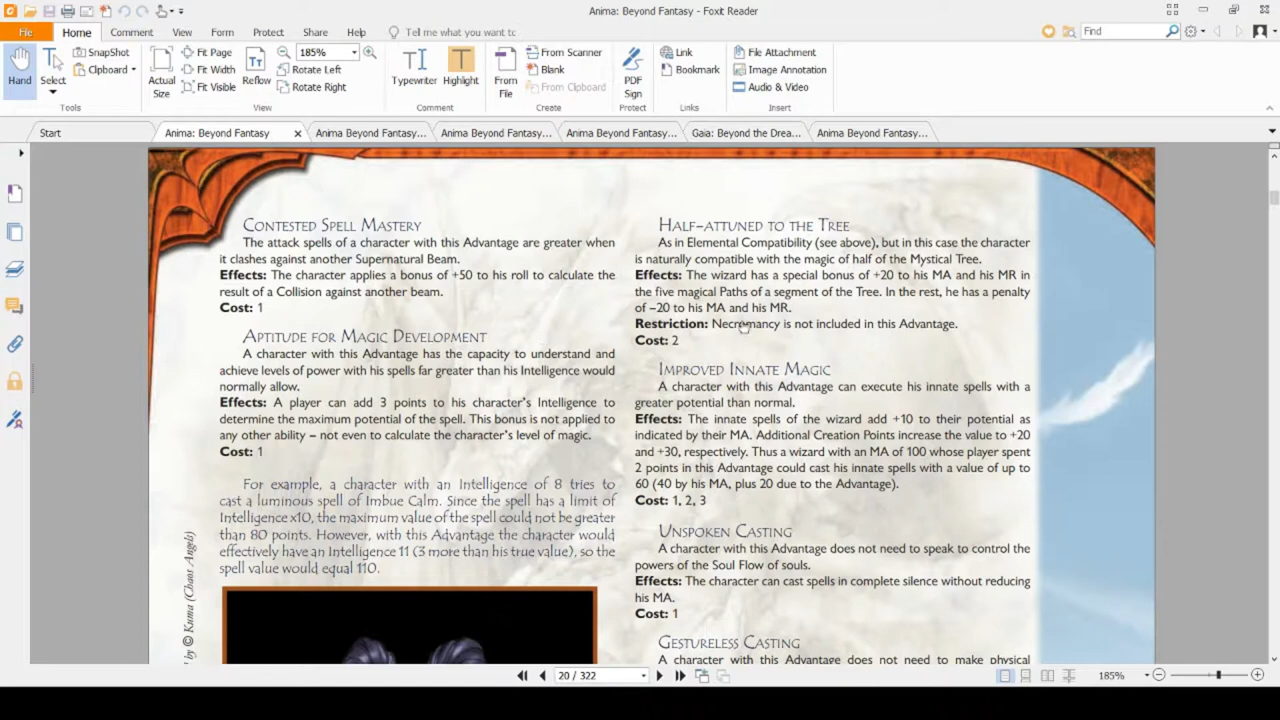 Anima: Beyond Fantasy - Foxit Reader
File
Home
Comment
View
Form
Protect
Share
Help
Tell me what you want tc
Find
Hand
Select
SnapShot
Clipboard
Tools
Actual Size
Fit Page
Fit Width
Fit Visible
Reflow
185%
Rotate Left
Rotate Right
View
Typewriter
Highlight
Comment
From File
From Scanner
Blank
From Clipboard
Create
PDF Sign
Protect
Link
Bookmark
Links
File Attachment
Image Annotation
Audio & Video
Insert
Start
Anima: Beyond Fantasy
Anima Beyond Fantasy...
Anima Beyond Fantasy...
Anima Beyond Fantasy...
Gaia: Beyond the Drea...
Anima Beyond Fantasy...
CONTESTED SPELL MASTERY
The attack spells of a character with this Advantage are greater when
it clashes against another Supernatural Beam.
Effects: The character applies a bonus of +50 to his roll to calculate the
result of a Collision against another beam.
Cost: 1
APTITUDE FOR MAGIC DEVELOPMENT
A character with this Advantage has the capacity to understand and
achieve levels of power with his spells far greater than his Intelligence would
normally allow.
Effects: A player can add 3 points to his character's Intelligence to
determine the maximum potential of the spell. This bonus is not applied to
any other ability – not even to calculate the character's level of magic.
Cost: 1
For example, a character with an Intelligence of 8 tries to
cast a luminous spell of Imbue Calm. Since the spell has a limit of
Intelligence x10, the maximum value of the spell could not be greater
than 80 points. However, with this Advantage the character would
effectively have an Intelligence 11 (3 more than his true value), so the
spell value would equal 110.
by © Kuma (Chaos Angels)
HALF-ATTUNED TO THE TREE
As in Elemental Compatibility (see above), but in this case the character
is naturally compatible with the magic of half of the Mystical Tree.
Effects: The wizard has a special bonus of +20 to his MA and his MR in
the five magical Paths of a segment of the Tree. In the rest, he has a penalty
of –20 to his MA and his MR.
Restriction: Necromancy is not included in this Advantage.
Cost: 2
IMPROVED INNATE MAGIC
A character with this Advantage can execute his innate spells with a
greater potential than normal.
Effects: The innate spells of the wizard add +10 to their potential as
indicated by their MA. Additional Creation Points increase the value to +20
and +30, respectively. Thus a wizard with an MA of 100 whose player spent
2 points in this Advantage could cast his innate spells with a value of up to
60 (40 by his MA, plus 20 due to the Advantage).
Cost: 1, 2, 3
UNSPOKEN CASTING
A character with this Advantage does not need to speak to control the
powers of the Soul Flow of souls.
Effects: The character can cast spells in complete silence without reducing
his MA.
Cost: 1
GESTURELESS CASTING
A character with this Advantage does not need to make physical
20 / 322
185%